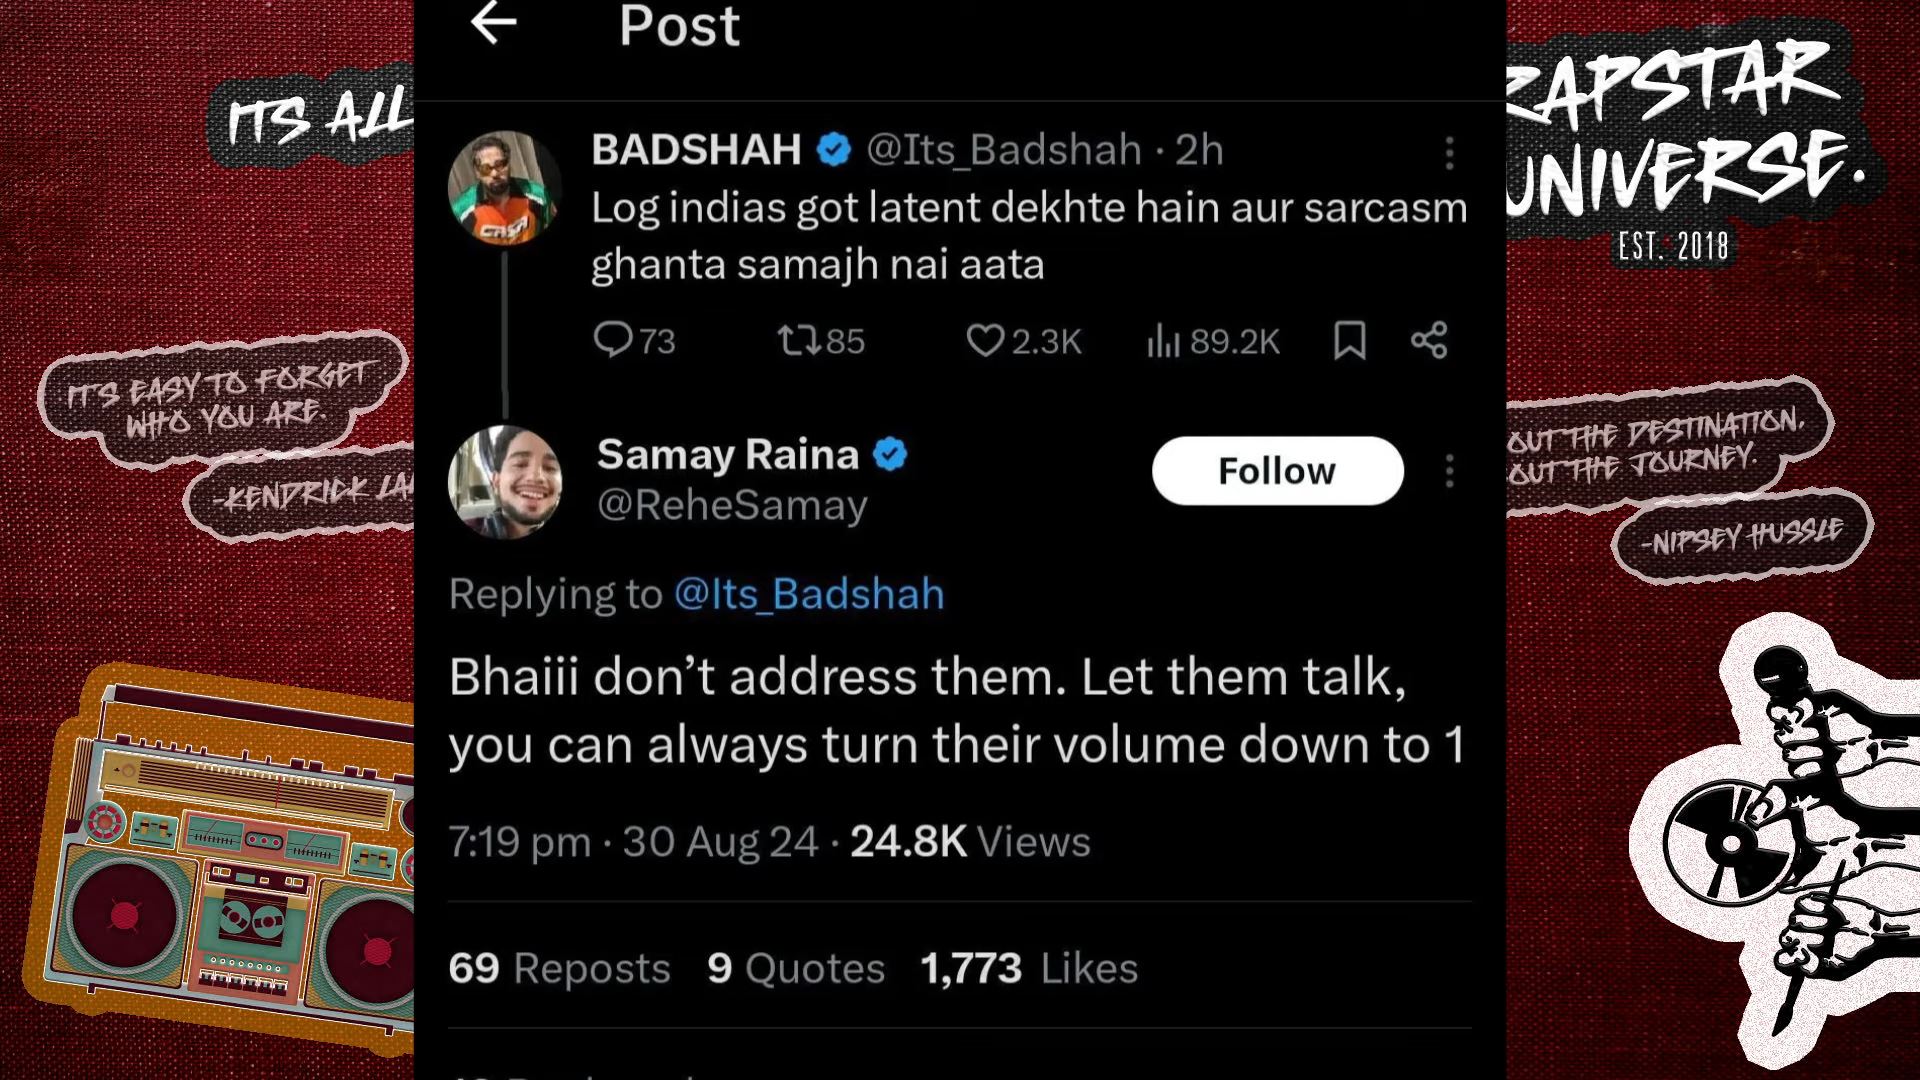 Post
ITS ALL
RAPSTAR
UNIVERSE.
EST. 2018
BADSHAH @Its_Badshah · 2h
Log indias got latent dekhte hain aur sarcasm
ghanta samajh nai aata
73 85 2.3K 89.2K
IT'S EASY TO FORGET
WHO YOU ARE.
-KENDRICK LA
Samay Raina
@ReheSamay
Follow
OUT THE DESTINATION,
OUT THE JOURNEY.
-NIPSEY HUSSLE
Replying to @Its_Badshah
Bhaiii don’t address them. Let them talk,
you can always turn their volume down to 1
7:19 pm · 30 Aug 24 · 24.8K Views
69 Reposts 9 Quotes 1,773 Likes